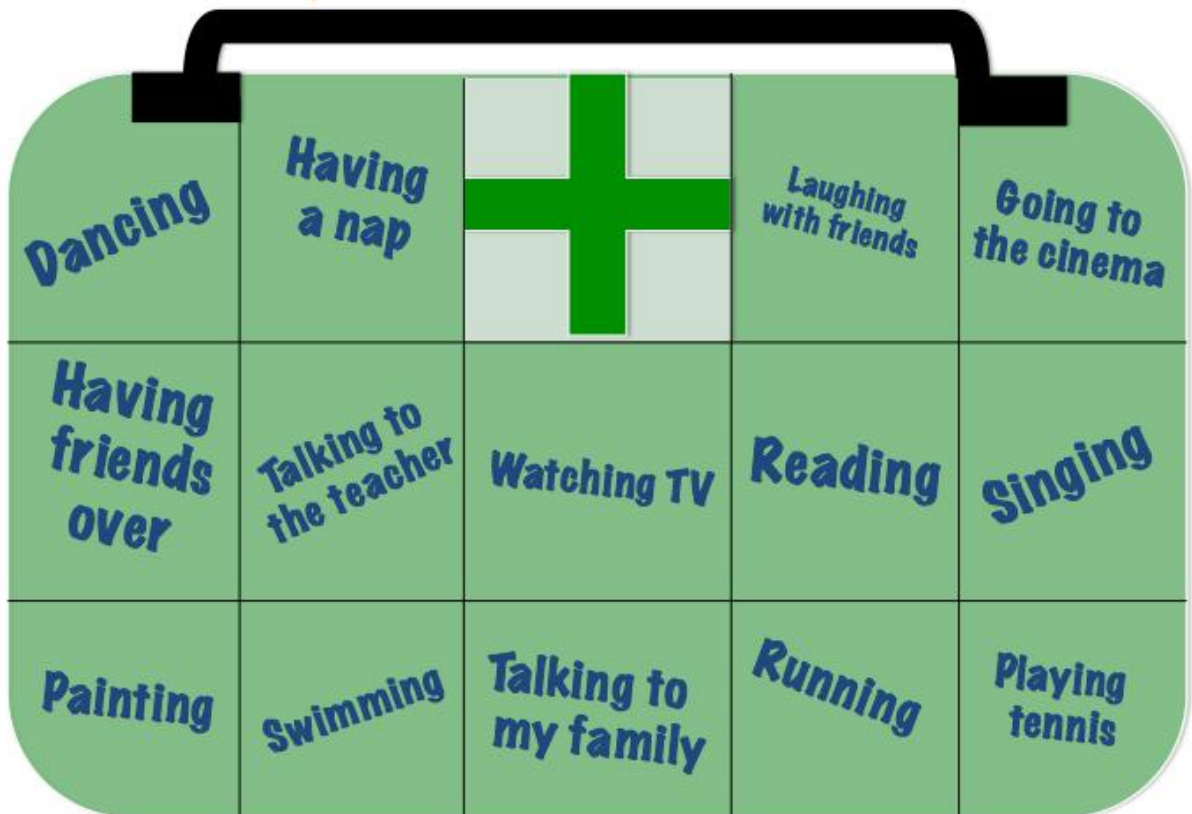 Dancing
Having
a nap
Laughing
with friends
Going to
the cinema
Having
friends
over
Talking to
the teacher
Watching TV
Reading
Singing
Painting
Swimming
Talking to
my family
Running
Playing
tennis